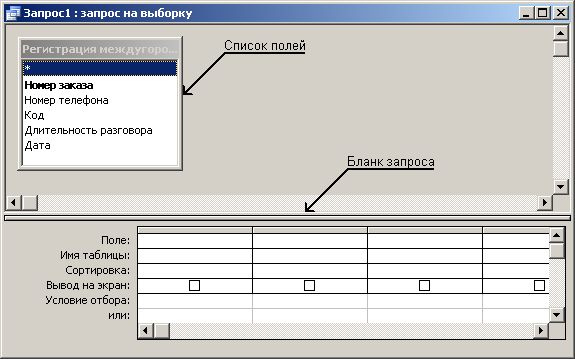 Запрос1 : запрос на выборку
Регистрация междугоро...
Список полей
*
Номер заказа
Номер телефона
Код
Длительность разговора
Дата
Бланк запроса
Поле:
Имя таблицы:
Сортировка:
Вывод на экран:
Условие отбора:
или: